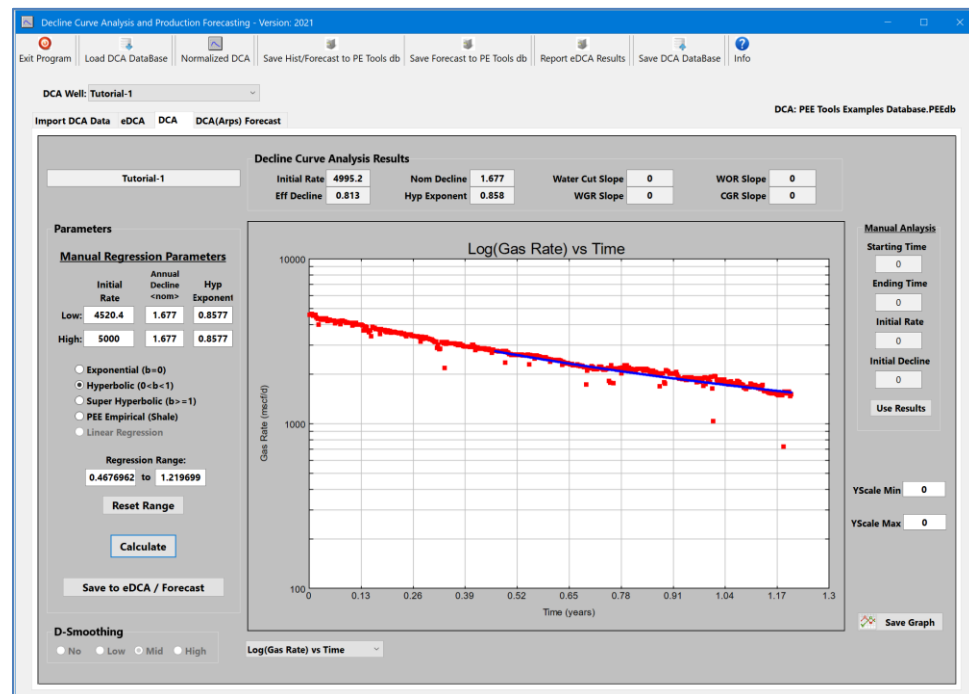 Decline Curve Analysis and Production Forecasting - Version: 2021
Exit Program Load DCA DataBase Normalized DCA Save Hist/Forecast to PE Tools db Save Forecast to PE Tools db Report eDCA Results Save DCA DataBase Info
DCA Well: Tutorial-1
DCA: PEE Tools Examples Database.PEEdb
Import DCA Data eDCA DCA DCA(Arps) Forecast
Tutorial-1
Decline Curve Analysis Results
Initial Rate 4995.2 Nom Decline 1.677 Water Cut Slope 0 WOR Slope 0
Eff Decline 0.813 Hyp Exponent 0.858 WGR Slope 0 CGR Slope 0
Parameters
Manual Regression Parameters
Initial Rate
Annual Decline <nom>
Hyp Exponent
Low: 4520.4 1.677 0.8577
High: 5000 1.677 0.8577
Exponential (b=0)
Hyperbolic (0<b<1)
Super Hyperbolic (b>=1)
PEE Empirical (Shale)
Linear Regression
Regression Range:
0.4676962 to 1.219699
Reset Range
Calculate
Save to eDCA / Forecast
D-Smoothing
No Low Mid High
Log(Gas Rate) vs Time
10000
1000
100
Gas Rate (mscf/d)
0 0.13 0.26 0.39 0.52 0.65 0.78 0.91 1.04 1.17 1.3
Time (years)
Log(Gas Rate) vs Time
Manual Anlaysis
Starting Time
0
Ending Time
0
Initial Rate
0
Initial Decline
0
Use Results
YScale Min 0
YScale Max 0
Save Graph